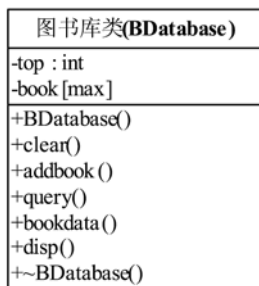 图书库类(BDatabase)
-top : int
-book[max]
+BDatabase()
+clear()
+addbook()
+query()
+bookdata()
+disp()
+~BDatabase()